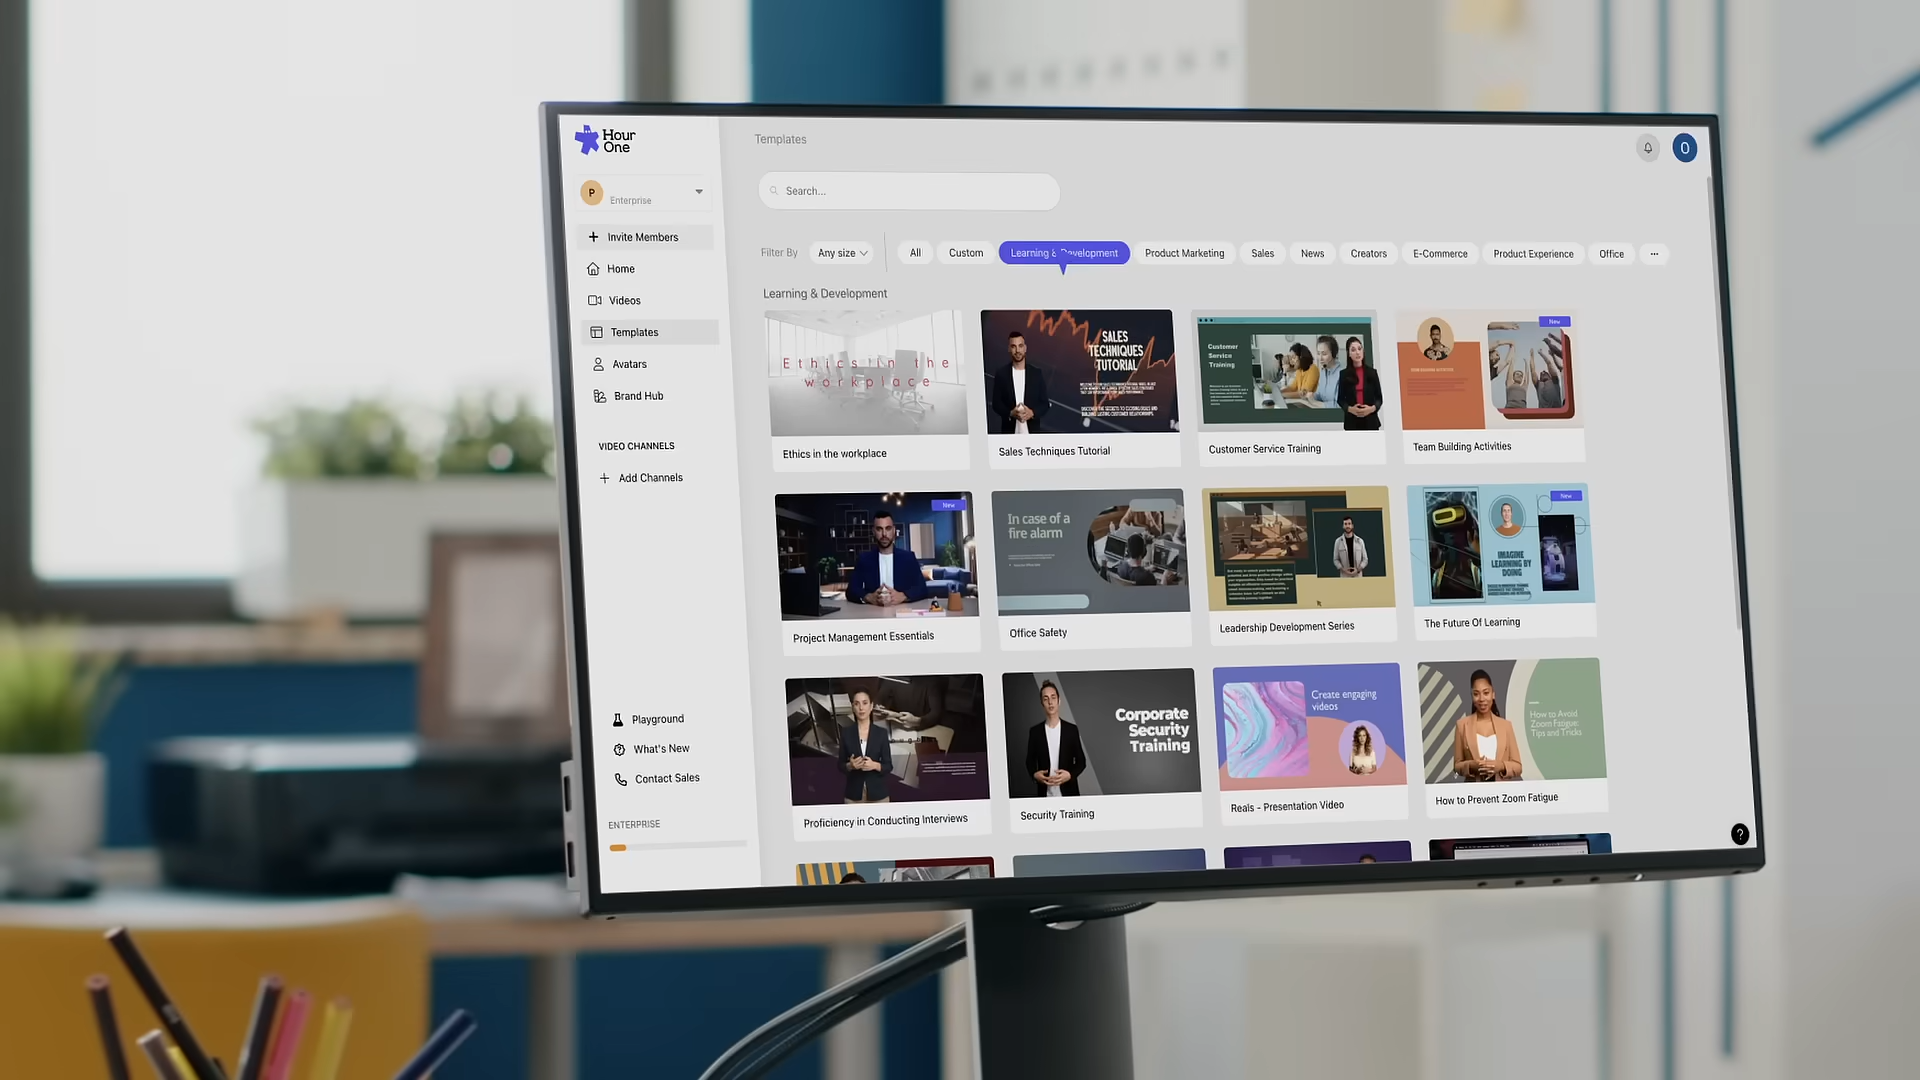 Hour
One
Templates
O
Search...
P
Enterprise
Invite Members
Home
Videos
Templates
Avatars
Brand Hub
VIDEO CHANNELS
Add Channels
Playground
What's New
Contact Sales
ENTERPRISE
Filter By
Any size
All
Custom
Learning & Development
Product Marketing
Sales
News
Creators
E-Commerce
Product Experience
Office
...
Learning & Development
Ethics in the
workplace
Ethics in the workplace
SALES
TECHNIQUES
TUTORIAL
Sales Techniques Tutorial
Customer
Service
Training
Customer Service Training
New
TEAM BUILDING ACTIVITIES
Team Building Activities
New
Project Management Essentials
In case of a
fire alarm
Office Safety
Leadership Development Series
New
IMAGINE
LEARNING BY
DOING
The Future Of Learning
Proficiency in Conducting Interviews
Corporate
Security
Training
Security Training
Create engaging
videos
Reals - Presentation Video
How to Avoid
Zoom Fatigue:
Tips and Tricks
How to Prevent Zoom Fatigue
?